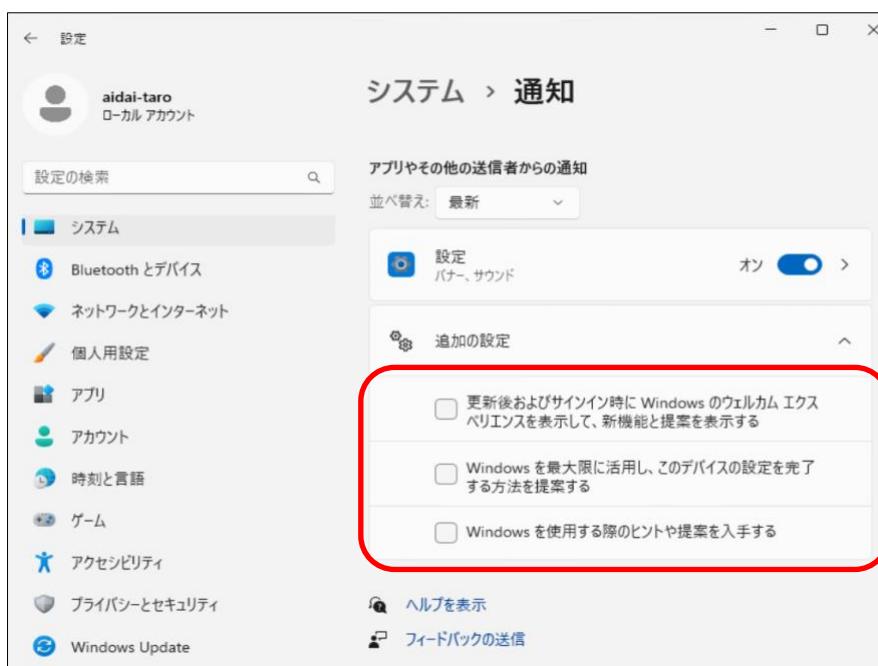 設定
aidai-taro
ローカル アカウント
設定の検索
システム
Bluetooth とデバイス
ネットワークとインターネット
個人用設定
アプリ
アカウント
時刻と言語
ゲーム
アクセシビリティ
プライバシーとセキュリティ
Windows Update
システム › 通知
アプリやその他の送信者からの通知
並べ替え: 最新
設定
バナー、サウンド
オン
追加の設定
更新後およびサインイン時に Windows のウェルカム エクス
ペリエンスを表示して、新機能と提案を表示する
Windows を最大限に活用し、このデバイスの設定を完了
する方法を提案する
Windows を使用する際のヒントや提案を入手する
ヘルプを表示
フィードバックの送信